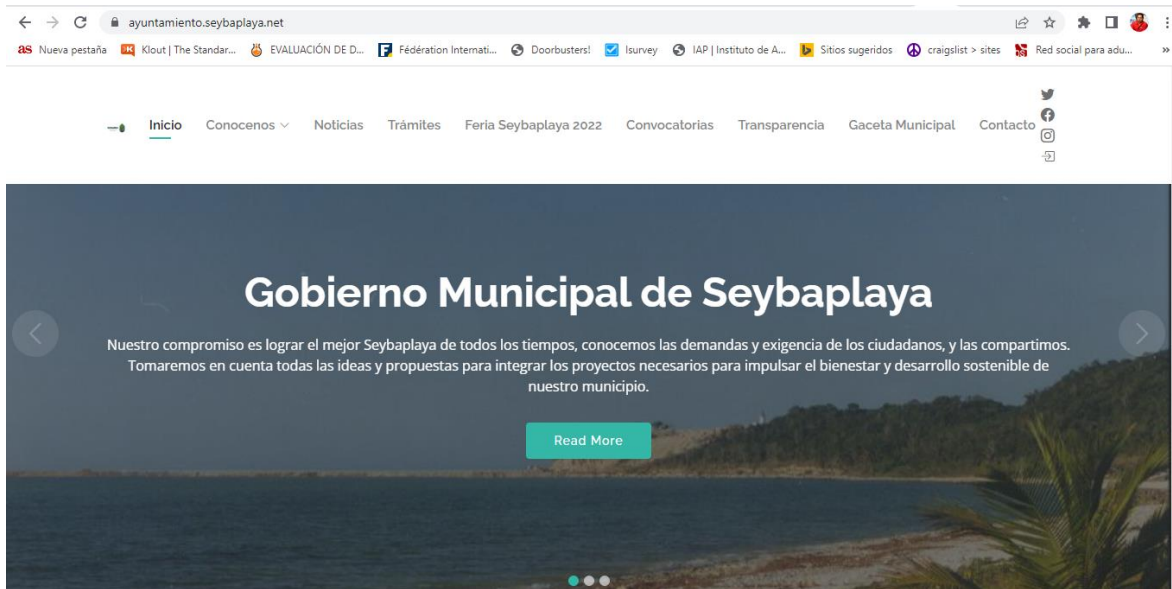 ayuntamiento.seybaplaya.net
Nueva pestaña Klout | The Standar... EVALUACIÓN DE D... Fédération Internati... Doorbusters! Isurvey IAP | Instituto de A... Sitios sugeridos craigslist > sites Red social para adu... »
Inicio Conocenos Noticias Trámites Feria Seybaplaya 2022 Convocatorias Transparencia Gaceta Municipal Contacto
Gobierno Municipal de Seybaplaya
Nuestro compromiso es lograr el mejor Seybaplaya de todos los tiempos, conocemos las demandas y exigencia de los ciudadanos, y las compartimos.
Tomaremos en cuenta todas las ideas y propuestas para integrar los proyectos necesarios para impulsar el bienestar y desarrollo sostenible de
nuestro municipio.
Read More